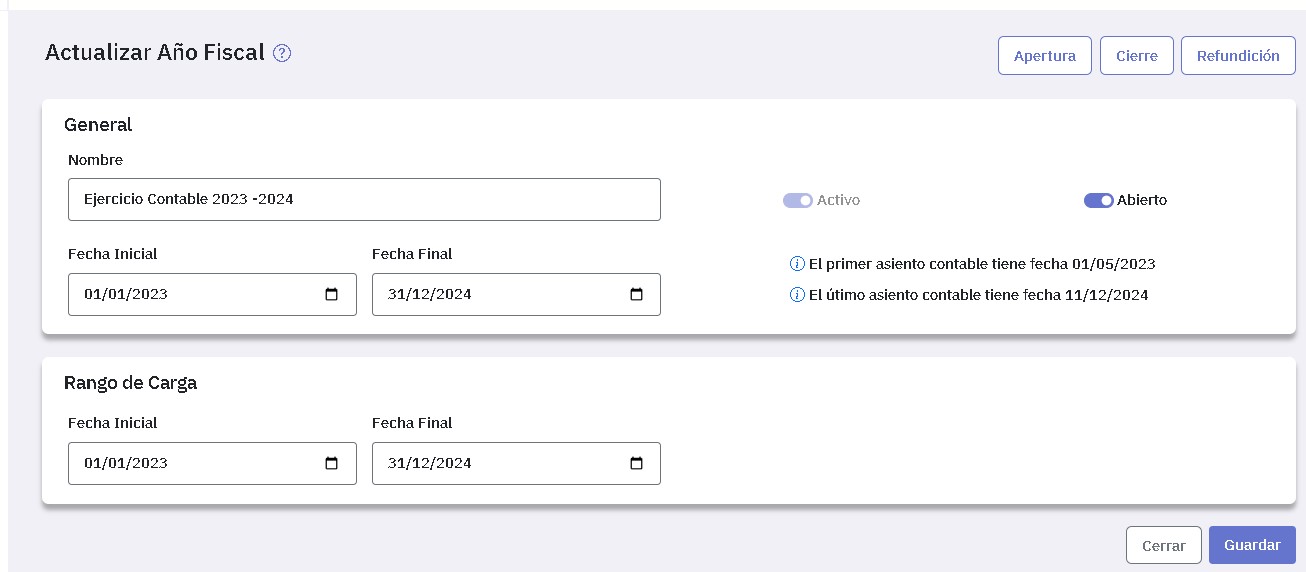 Actualizar Año Fiscal ?
Apertura Cierre Refundición
General
Nombre
Ejercicio Contable 2023 -2024
Activo Abierto
Fecha Inicial Fecha Final
01/01/2023 31/12/2024
El primer asiento contable tiene fecha 01/05/2023
El útimo asiento contable tiene fecha 11/12/2024
Rango de Carga
Fecha Inicial Fecha Final
01/01/2023 31/12/2024
Cerrar Guardar